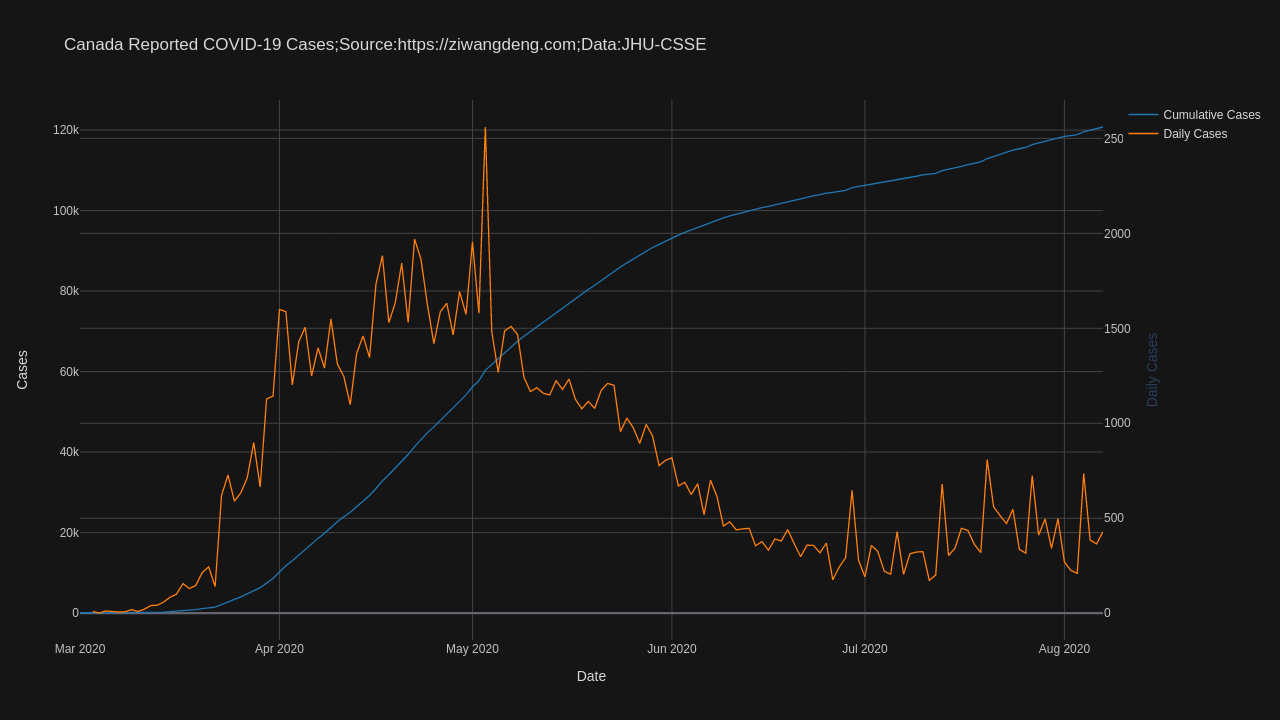 Canada Reported COVID-19 Cases;Source:https://ziwangdeng.com;Data:JHU-CSSE
Cumulative Cases
Daily Cases
120k
100k
80k
60k
40k
20k
0
Cases
250
2000
1500
1000
500
0
Daily Cases
Mar 2020
Apr 2020
May 2020
Jun 2020
Jul 2020
Aug 2020
Date